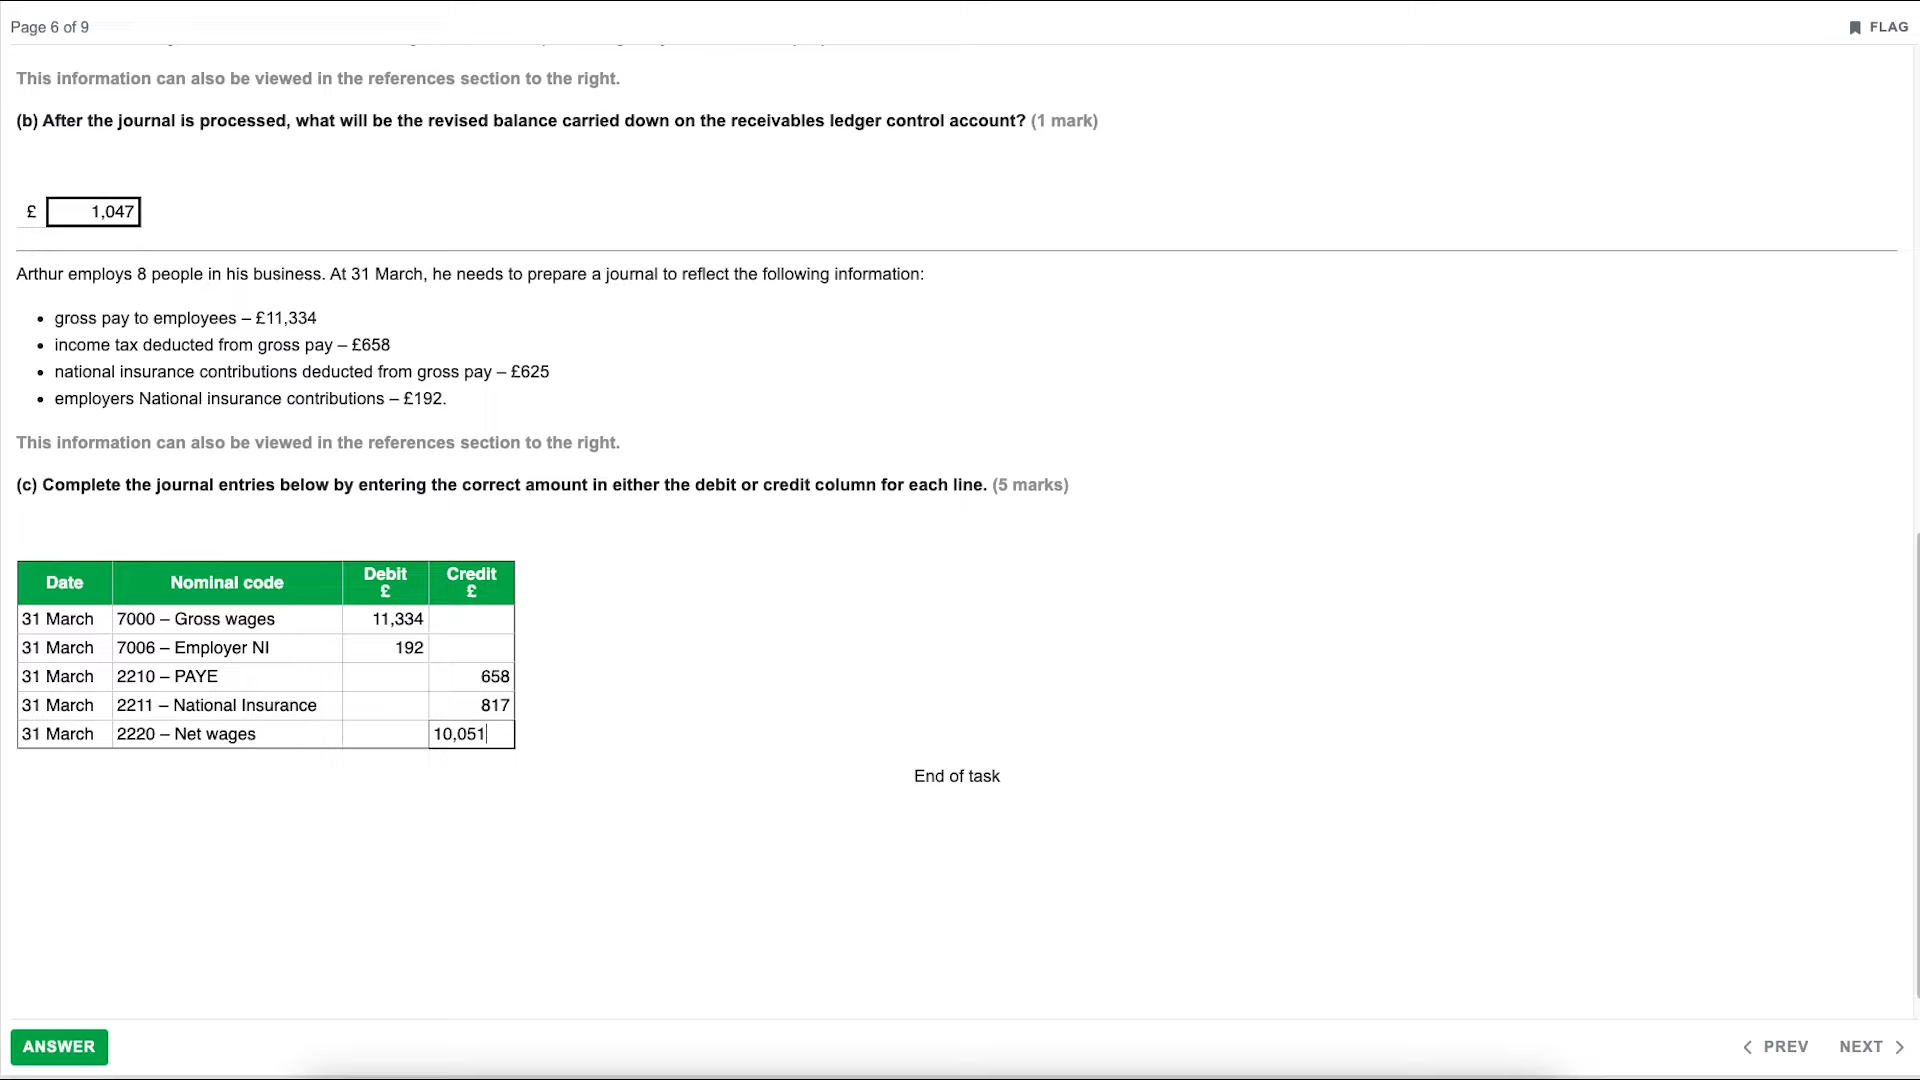 Page 6 of 9
FLAG
This information can also be viewed in the references section to the right.
(b) After the journal is processed, what will be the revised balance carried down on the receivables ledger control account? (1 mark)
£ 1,047
Arthur employs 8 people in his business. At 31 March, he needs to prepare a journal to reflect the following information:
• gross pay to employees – £11,334
• income tax deducted from gross pay – £658
• national insurance contributions deducted from gross pay – £625
• employers National insurance contributions – £192.
This information can also be viewed in the references section to the right.
(c) Complete the journal entries below by entering the correct amount in either the debit or credit column for each line. (5 marks)
Date Nominal code Debit £ Credit £
31 March 7000 – Gross wages 11,334
31 March 7006 – Employer NI 192
31 March 2210 – PAYE 658
31 March 2211 – National Insurance 817
31 March 2220 – Net wages 10,051
End of task
ANSWER
PREV NEXT